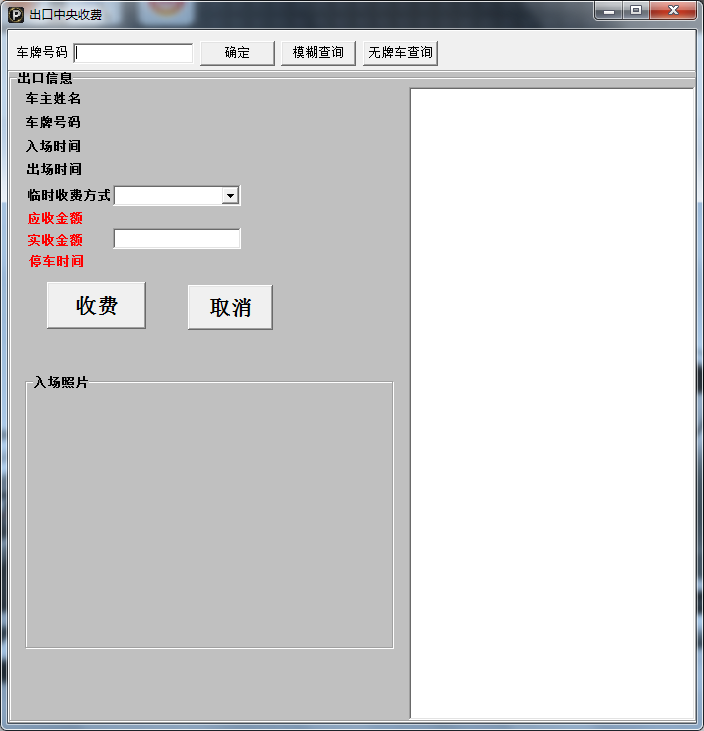 出口中央收费
车牌号码 确定 模糊查询 无牌车查询
出口信息
车主姓名
车牌号码
入场时间
出场时间
临时收费方式
应收金额
实收金额
停车时间
收费 取消
入场照片